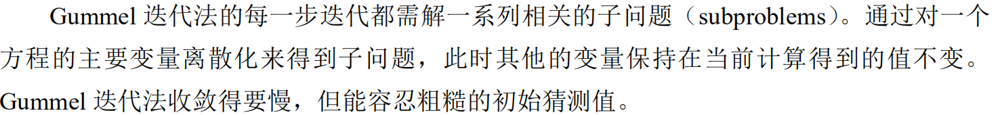 Gummel 迭代法的每一步迭代都需解一系列相关的子问题（subproblems）。通过对一个
方程的主要变量离散化来得到子问题，此时其他的变量保持在当前计算得到的值不变。
Gummel 迭代法收敛得要慢，但能容忍粗糙的初始猜测值。